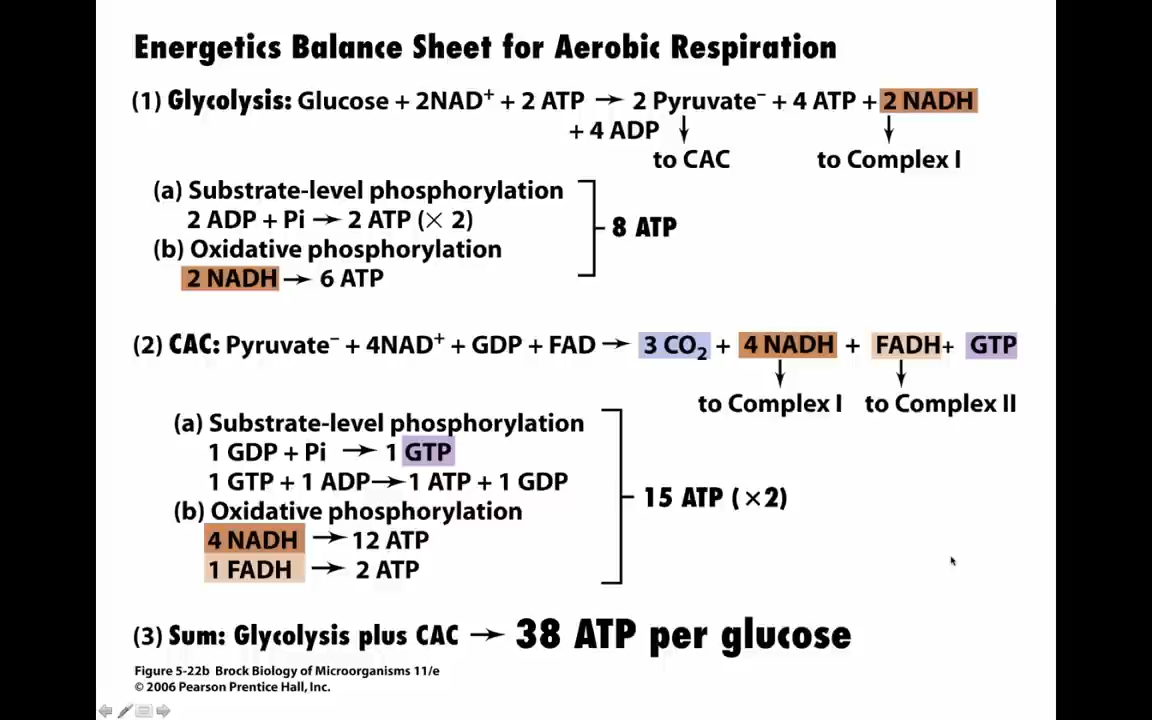 Energetics Balance Sheet for Aerobic Respiration
(1) Glycolysis: Glucose + 2NAD⁺ + 2 ATP → 2 Pyruvate⁻ + 4 ATP + 2 NADH
+ 4 ADP ↓ ↓
to CAC to Complex I
(a) Substrate-level phosphorylation
2 ADP + Pi → 2 ATP (× 2)
8 ATP
(b) Oxidative phosphorylation
2 NADH → 6 ATP
(2) CAC: Pyruvate⁻ + 4NAD⁺ + GDP + FAD → 3 CO₂ + 4 NADH + FADH+ GTP
↓ ↓
to Complex I to Complex II
(a) Substrate-level phosphorylation
1 GDP + Pi → 1 GTP
1 GTP + 1 ADP→1 ATP + 1 GDP
15 ATP (×2)
(b) Oxidative phosphorylation
4 NADH → 12 ATP
1 FADH → 2 ATP
(3) Sum: Glycolysis plus CAC → 38 ATP per glucose
Figure 5-22b Brock Biology of Microorganisms 11/e
© 2006 Pearson Prentice Hall, Inc.